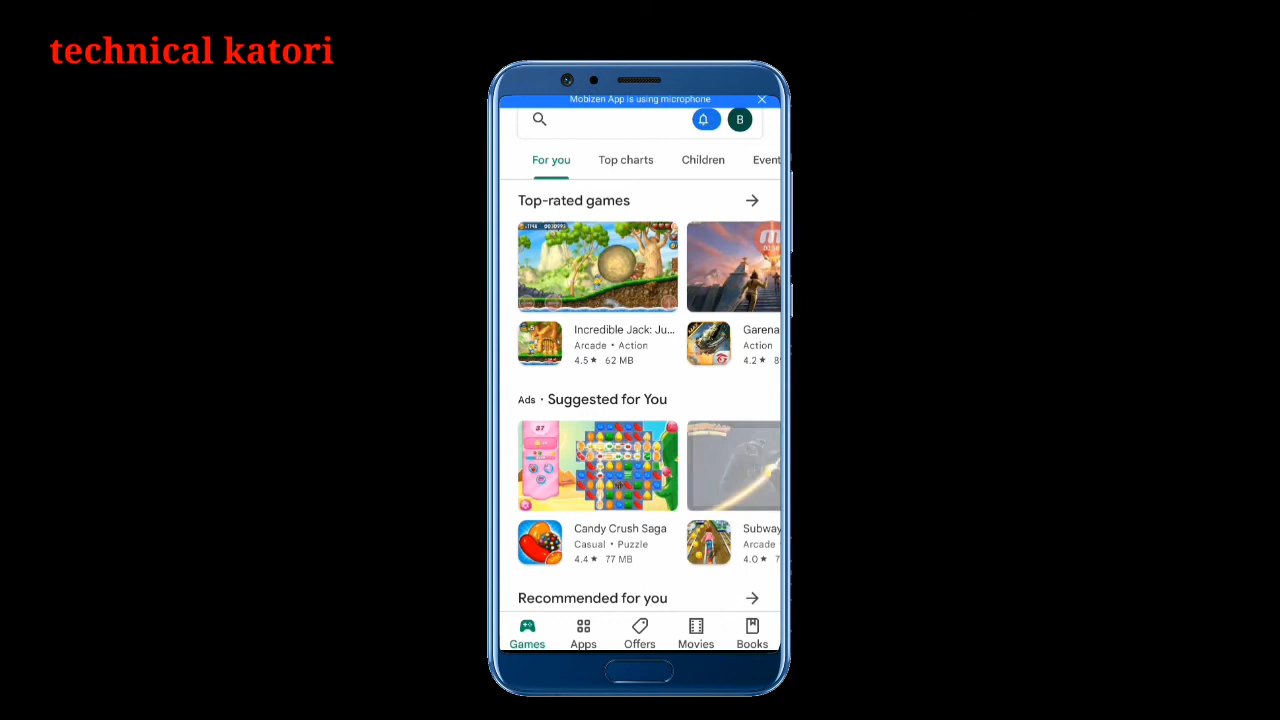 technical katori
Mobizen App is using microphone
B
For you
Top charts
Children
Event
Top-rated games
Incredible Jack: Ju...
Arcade • Action
4.5★ 62 MB
Garena
Action
4.2★
Ads · Suggested for You
37
Candy Crush Saga
Casual • Puzzle
4.4★ 77 MB
Subway
Arcade
4.0★ 7
Recommended for you
Games
Apps
Offers
Movies
Books